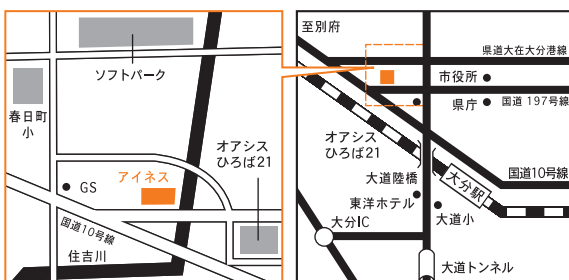 ソフトパーク
春日町
小
オアシス
ひろば21
アイネス
GS
国道10号線
住吉川
至別府
県道大在大分港線
市役所
県庁
国道 197号線
オアシス
ひろば21
国道10号線
大道陸橋
大分駅
東洋ホテル
大道小
大分IC
大道トンネル